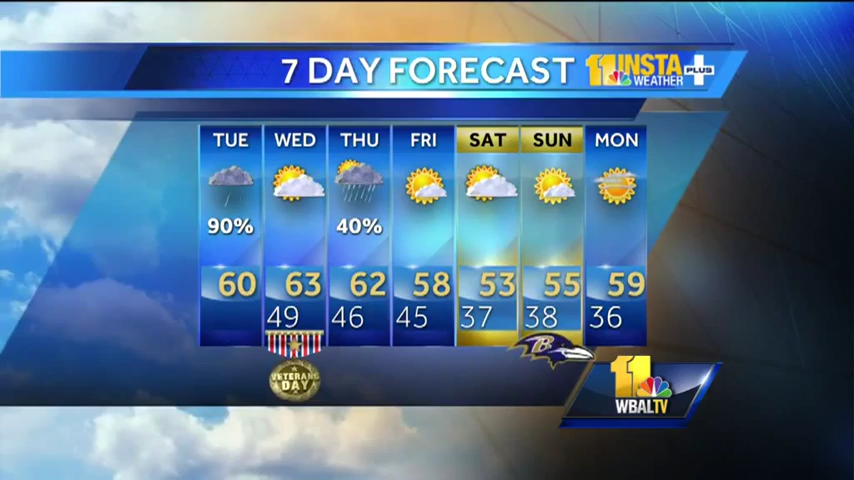 7 DAY FORECAST 11 INSTA WEATHER PLUS
TUE WED THU FRI SAT SUN MON
90% 40%
60 63 62 58 53 55 59
49 46 45 37 38 36
B
VETERANS DAY
11
WBALTV